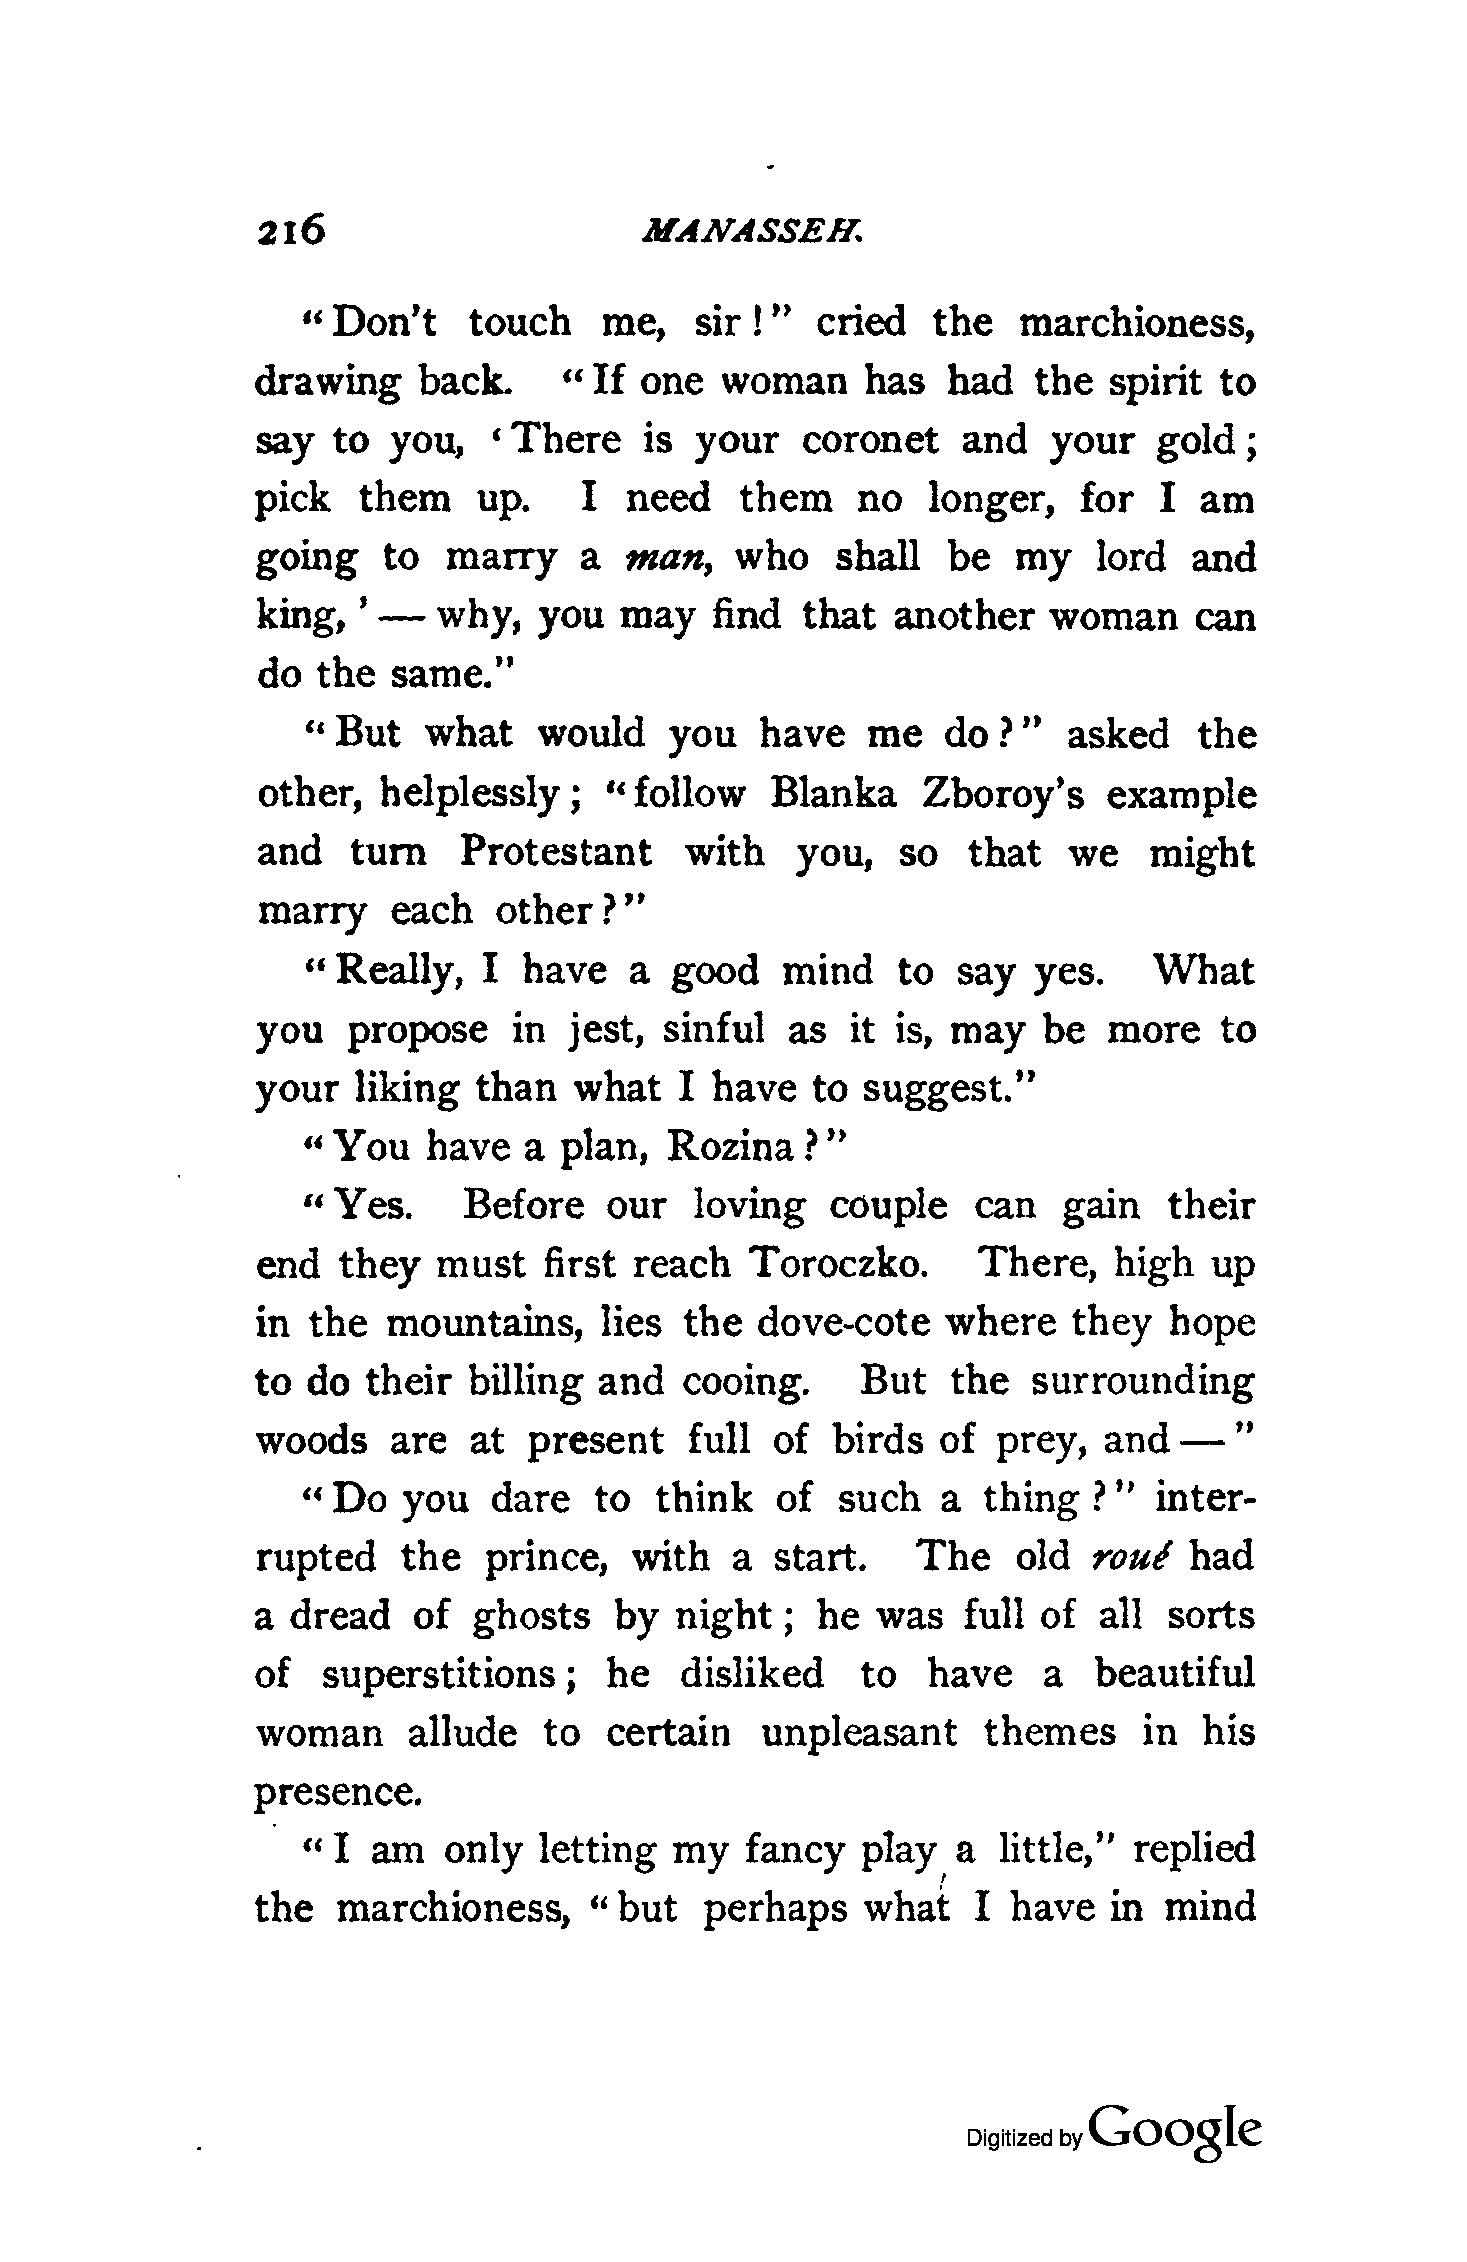 216 MANASSEH.
“Don't touch me, sir!” cried the marchioness,
drawing back. “If one woman has had the spirit to
say to you, ‘There is your coronet and your gold;
pick them up. I need them no longer, for I am
going to marry a man, who shall be my lord and
king,’ — why, you may find that another woman can
do the same.”
“But what would you have me do?” asked the
other, helplessly; “follow Blanka Zboroy's example
and turn Protestant with you, so that we might
marry each other?”
“Really, I have a good mind to say yes. What
you propose in jest, sinful as it is, may be more to
your liking than what I have to suggest.”
“You have a plan, Rozina?”
“Yes. Before our loving couple can gain their
end they must first reach Toroczko. There, high up
in the mountains, lies the dove-cote where they hope
to do their billing and cooing. But the surrounding
woods are at present full of birds of prey, and — ”
“Do you dare to think of such a thing?” inter-
rupted the prince, with a start. The old roué had
a dread of ghosts by night; he was full of all sorts
of superstitions; he disliked to have a beautiful
woman allude to certain unpleasant themes in his
presence.
“I am only letting my fancy play a little,” replied
the marchioness, “but perhaps what I have in mind
Digitized by Google